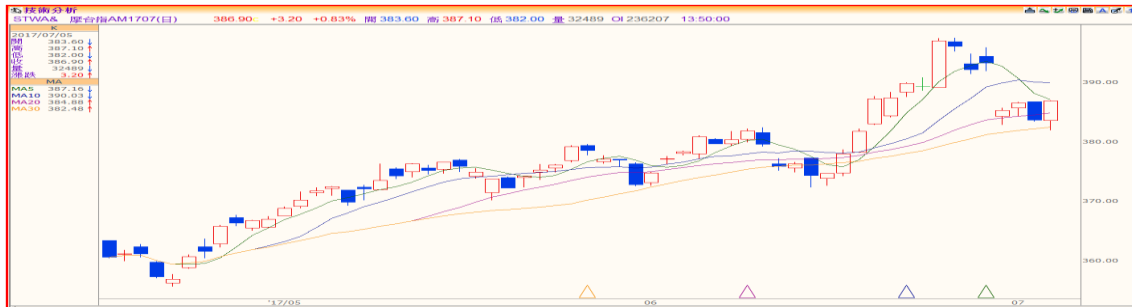 技術分析
STWA& 摩台指AM1707(日) 386.90 +3.20 +0.83% 開 383.60 高 387.10 低 382.00 量 32489 OI 236207 13:50:00
K
2017/07/05
開 383.60↓
高 387.10↑
低 382.00↓
收 386.90↑
量 32489↓
漲跌 3.20↑
MA
MA5 387.16↓
MA10 390.03↓
MA20 384.88↑
MA30 382.48↑
390.00
380.00
370.00
360.00
'17/05 06 07